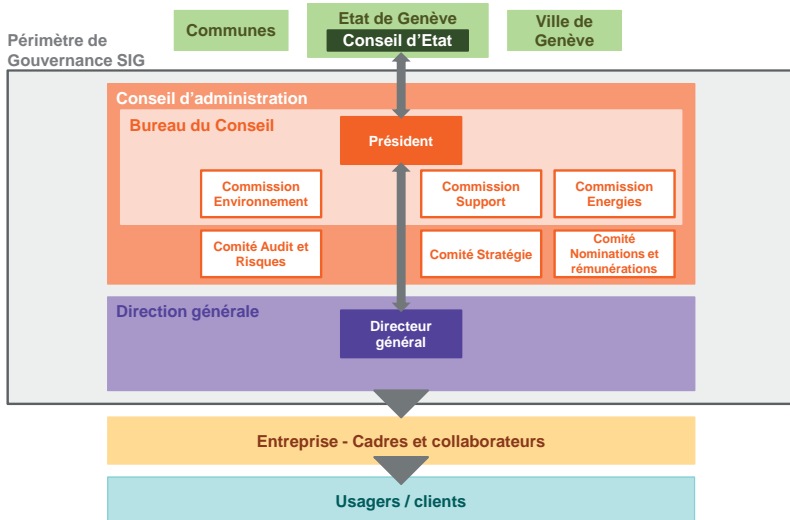 Communes
Etat de Genève
Conseil d'Etat
Ville de
Genève
Périmètre de
Gouvernance SIG
Conseil d'administration
Bureau du Conseil
Président
Commission
Environnement
Commission
Support
Commission
Energies
Comité Audit et
Risques
Comité Stratégie
Comité
Nominations et
rémunérations
Direction générale
Directeur
général
Entreprise - Cadres et collaborateurs
Usagers / clients